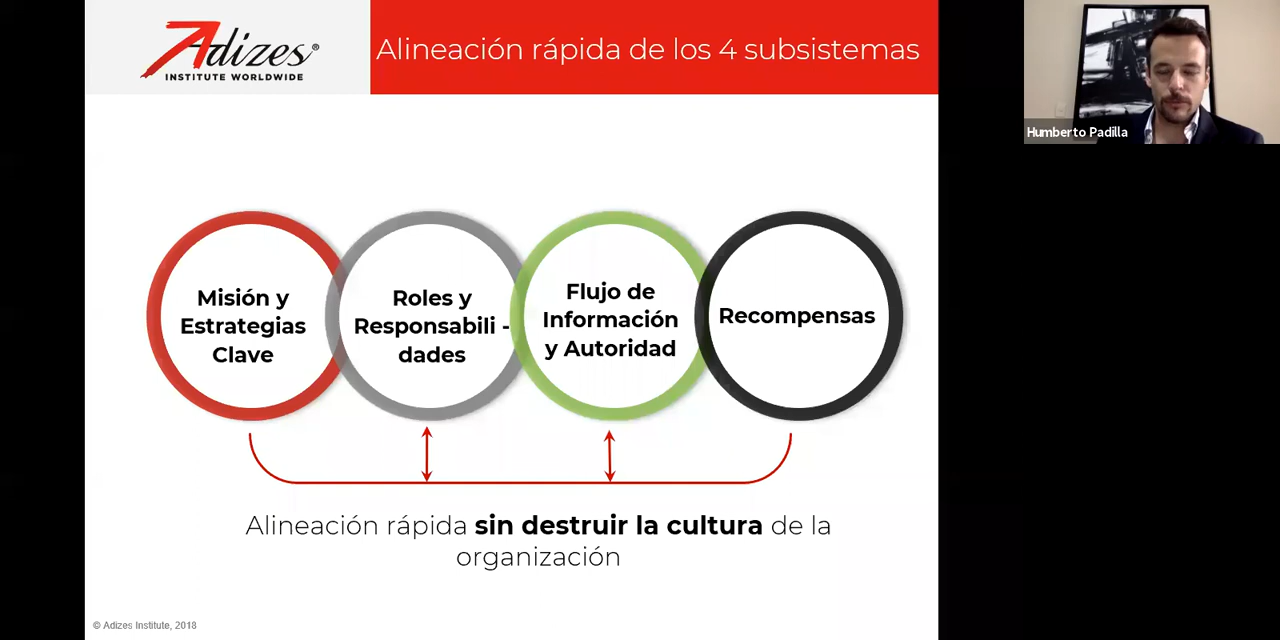 Adizes®
INSTITUTE WORLDWIDE
Alineación rápida de los 4 subsistemas
Humberto Padilla
Misión y
Estrategias
Clave
Roles y
Responsabili -
dades
Flujo de
Información
y Autoridad
Recompensas
Alineación rápida sin destruir la cultura de la
organización
© Adizes Institute, 2018